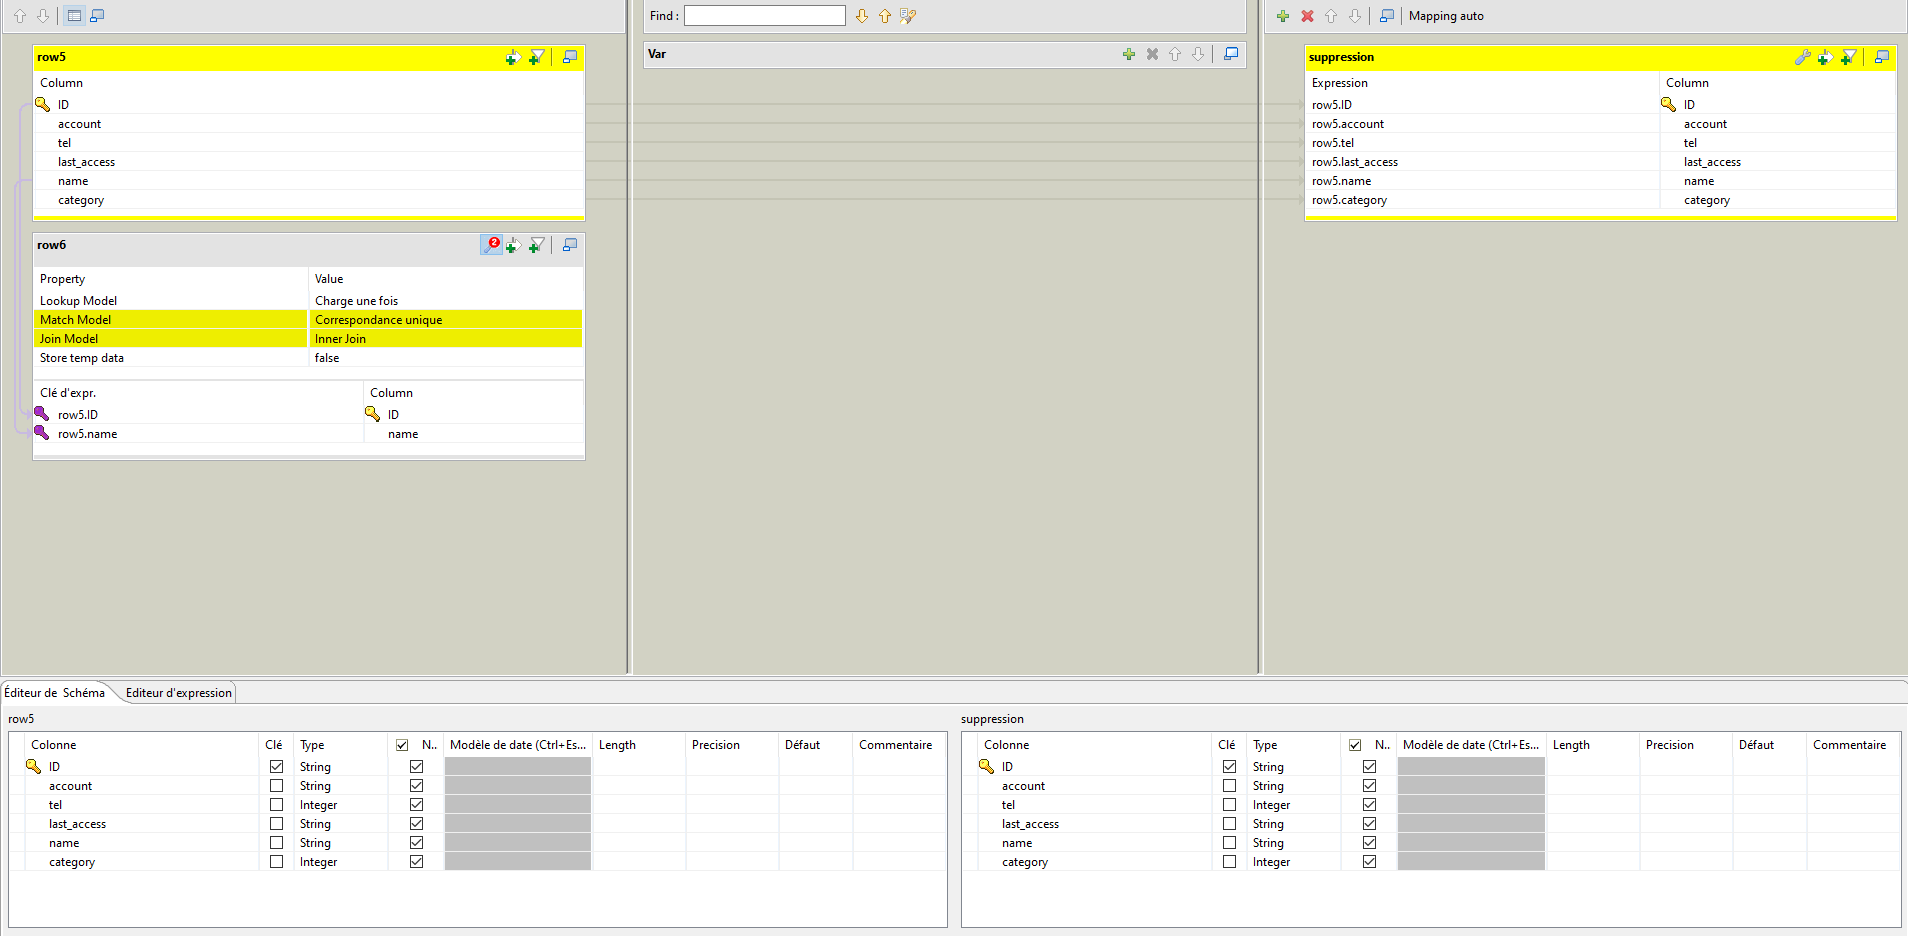 Find :
Mapping auto
row5
Column
ID
account
tel
last_access
name
category
row6
2
Property Value
Lookup Model Charge une fois
Match Model Correspondance unique
Join Model Inner Join
Store temp data false
Clé d'expr. Column
row5.ID ID
row5.name name
Var
suppression
Expression Column
row5.ID ID
row5.account account
row5.tel tel
row5.last_access last_access
row5.name name
row5.category category
Éditeur de Schéma Editeur d'expression
row5
Colonne Clé Type N.. Modèle de date (Ctrl+Es... Length Precision Défaut Commentaire
ID String
account String
tel Integer
last_access String
name String
category Integer
suppression
Colonne Clé Type N.. Modèle de date (Ctrl+Es... Length Precision Défaut Commentaire
ID String
account String
tel Integer
last_access String
name String
category Integer